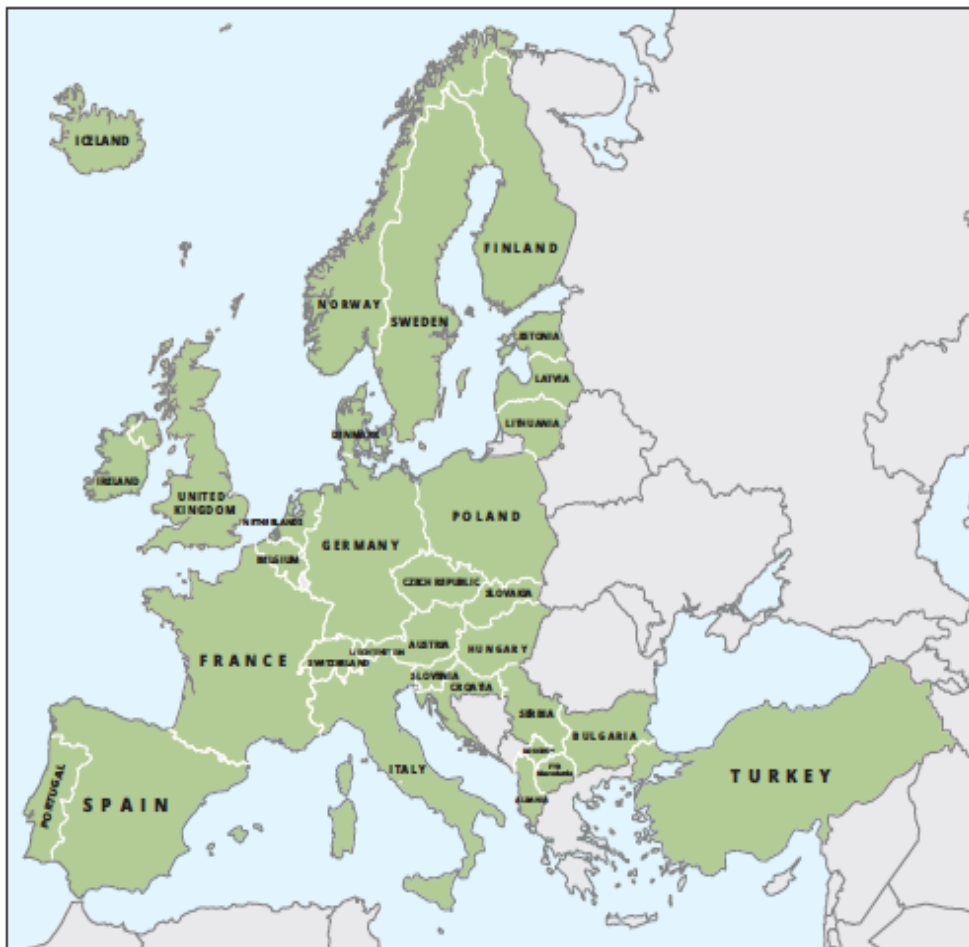 ICELAND
FINLAND
NORWAY
SWEDEN
ESTONIA
LATVIA
LITHUANIA
DENMARK
IRELAND
UNITED
KINGDOM
NETHERLANDS
POLAND
GERMANY
BELGIUM
CZECH REPUBLIC
SLOVAKIA
AUSTRIA
HUNGARY
LIECHTENSTEIN
FRANCE
SWITZERLAND
SLOVENIA
CROATIA
SERBIA
BULGARIA
ITALY
TURKEY
PORTUGAL
SPAIN
ALBANIA